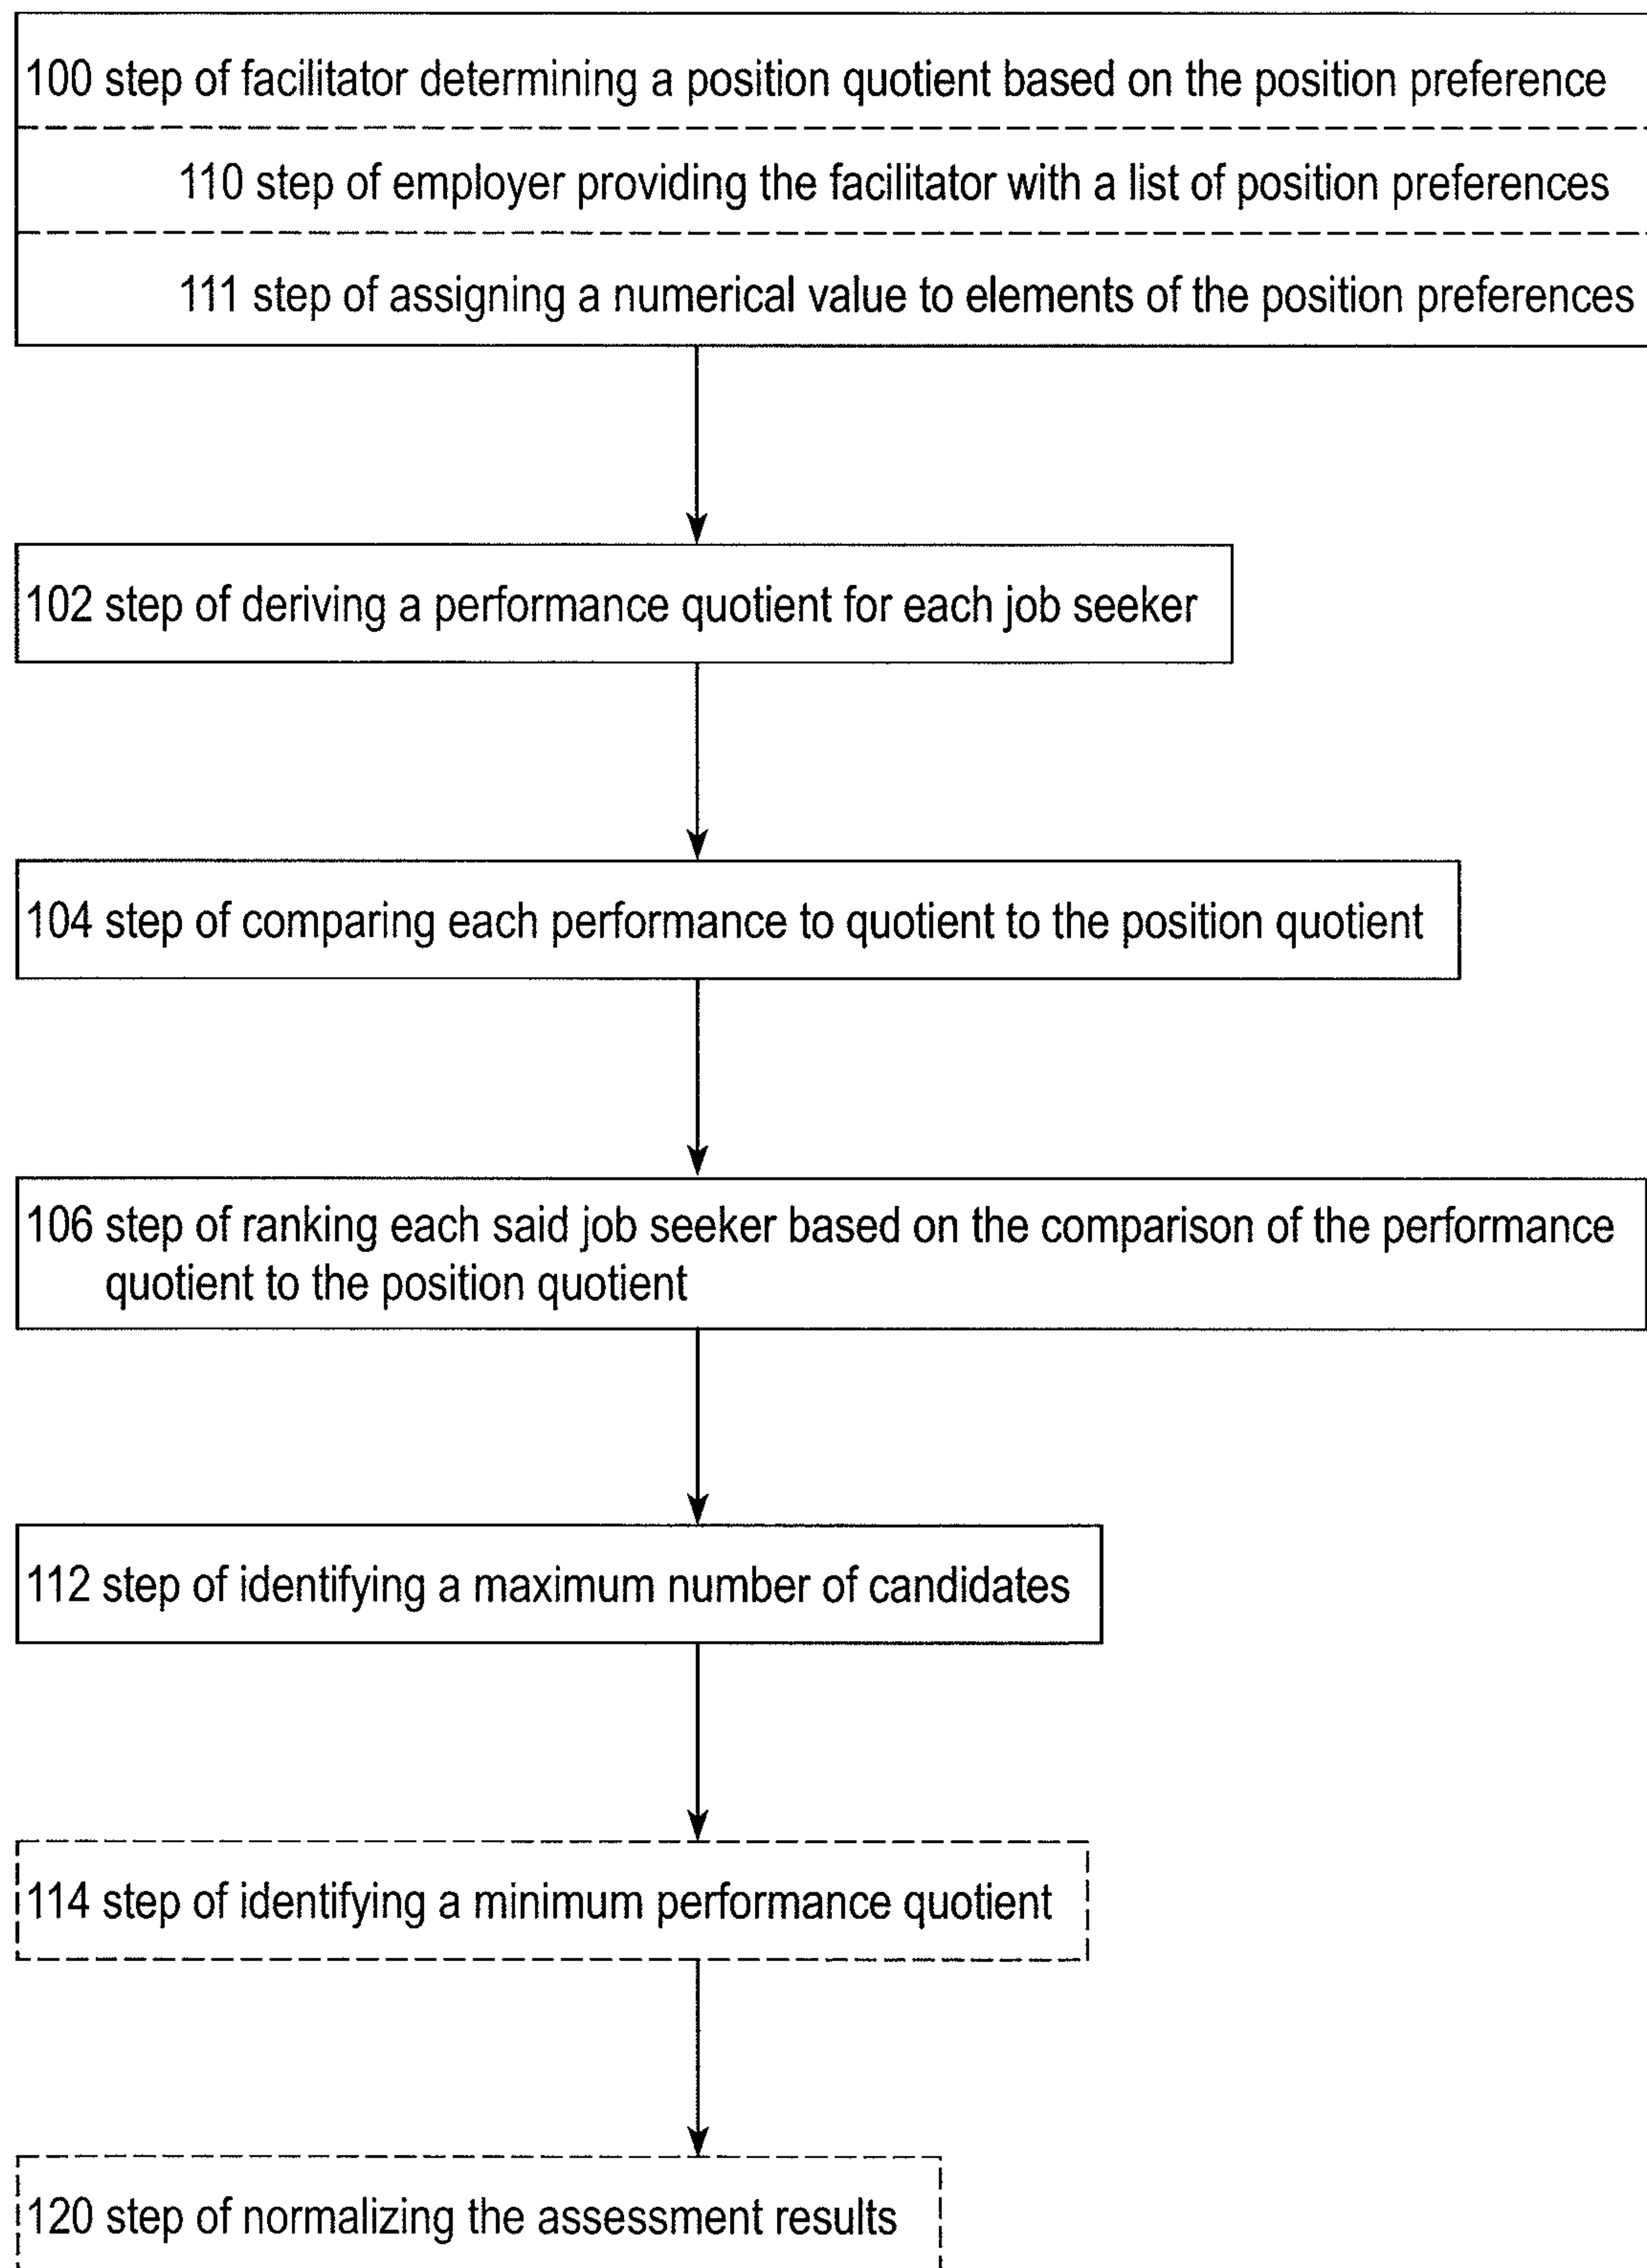 100 step of facilitator determining a position quotient based on the position preference
110 step of employer providing the facilitator with a list of position preferences
111 step of assigning a numerical value to elements of the position preferences
102 step of deriving a performance quotient for each job seeker
104 step of comparing each performance to quotient to the position quotient
106 step of ranking each said job seeker based on the comparison of the performance
quotient to the position quotient
112 step of identifying a maximum number of candidates
114 step of identifying a minimum performance quotient
120 step of normalizing the assessment results